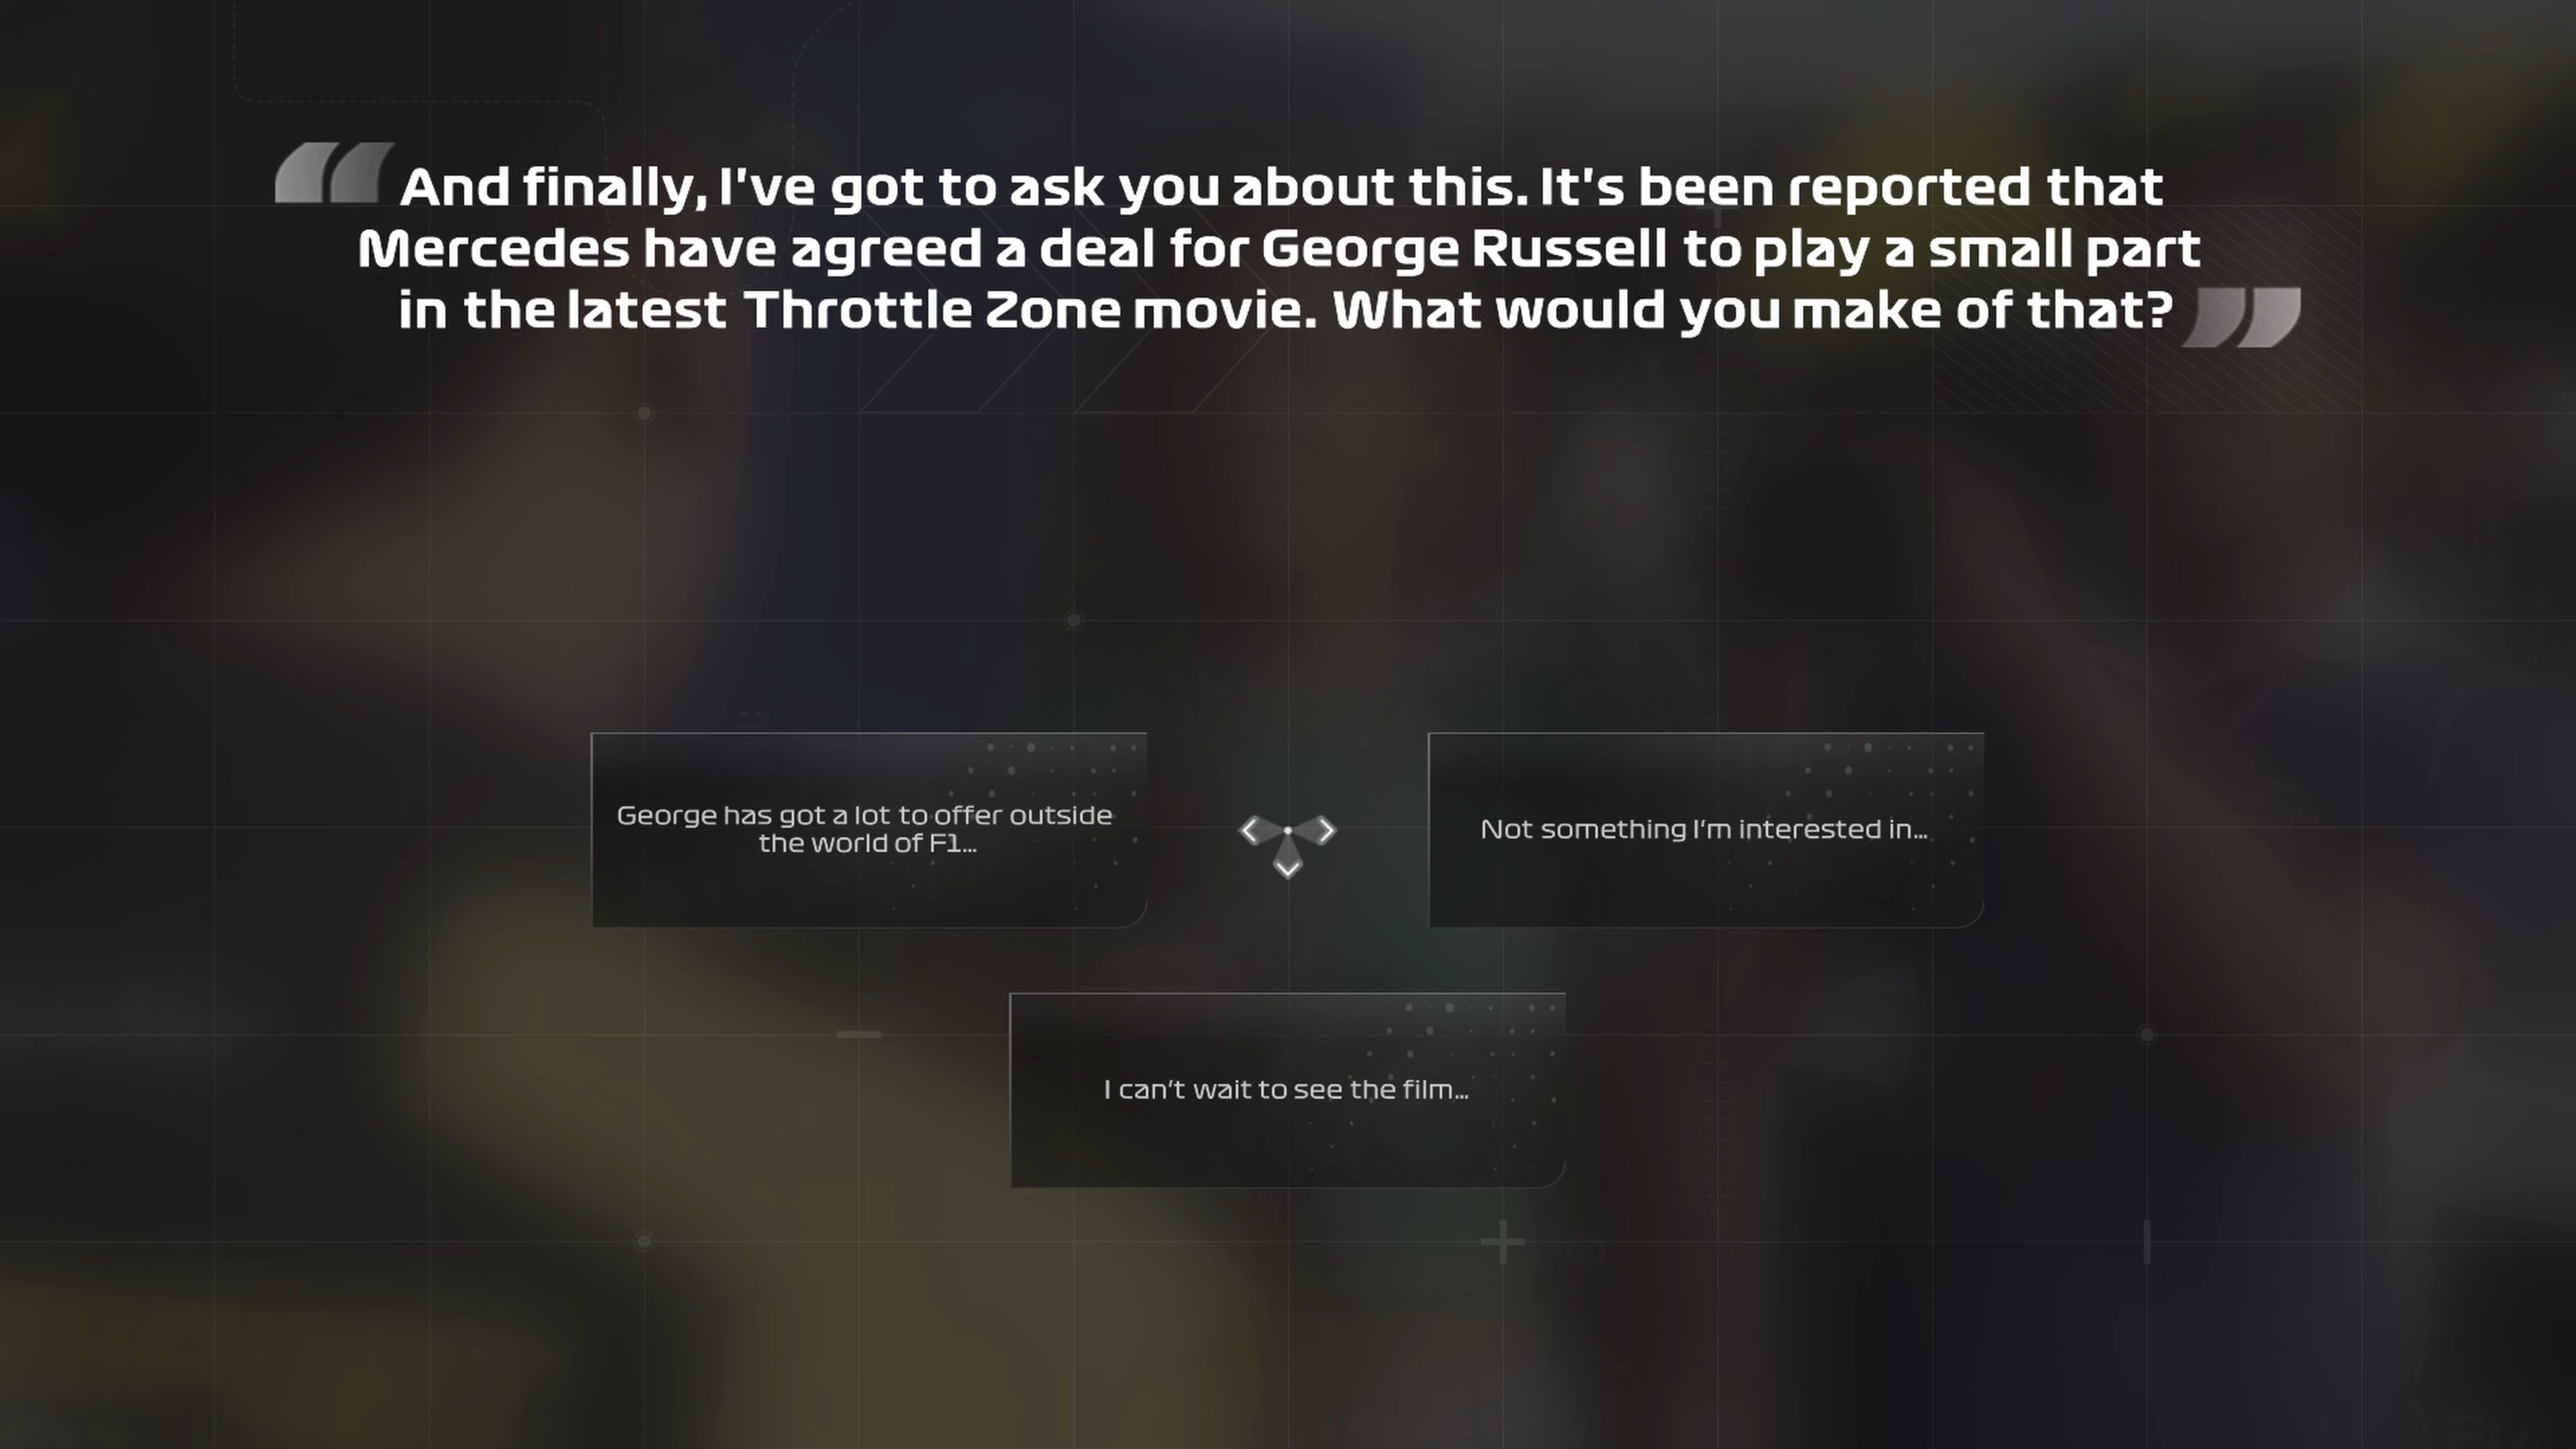 And finally, I've got to ask you about this. It's been reported that
Mercedes have agreed a deal for George Russell to play a small part
in the latest Throttle Zone movie. What would you make of that?
George has got a lot to offer outside
the world of F1...
Not something I'm interested in...
I can't wait to see the film...